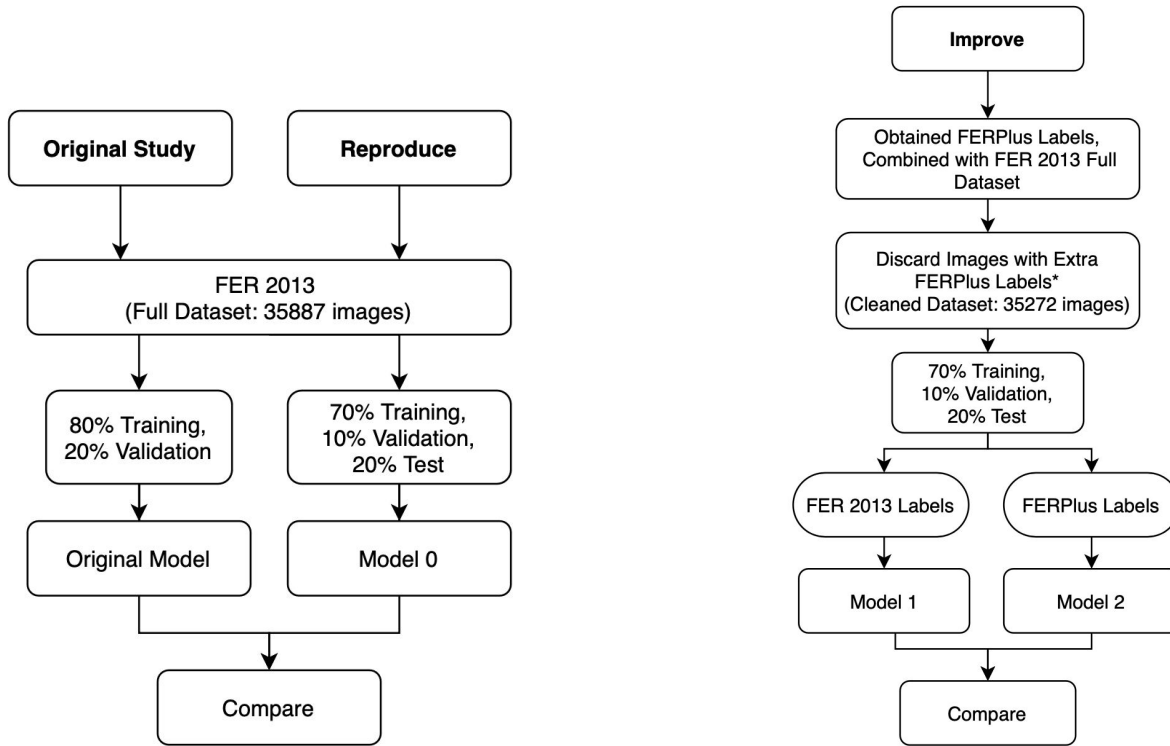 Original Study
Reproduce
FER 2013
(Full Dataset: 35887 images)
80% Training,
20% Validation
70% Training,
10% Validation,
20% Test
Original Model
Model 0
Compare
Improve
Obtained FERPlus Labels,
Combined with FER 2013 Full
Dataset
Discard Images with Extra
FERPlus Labels*
(Cleaned Dataset: 35272 images)
70% Training,
10% Validation,
20% Test
FER 2013 Labels
FERPlus Labels
Model 1
Model 2
Compare